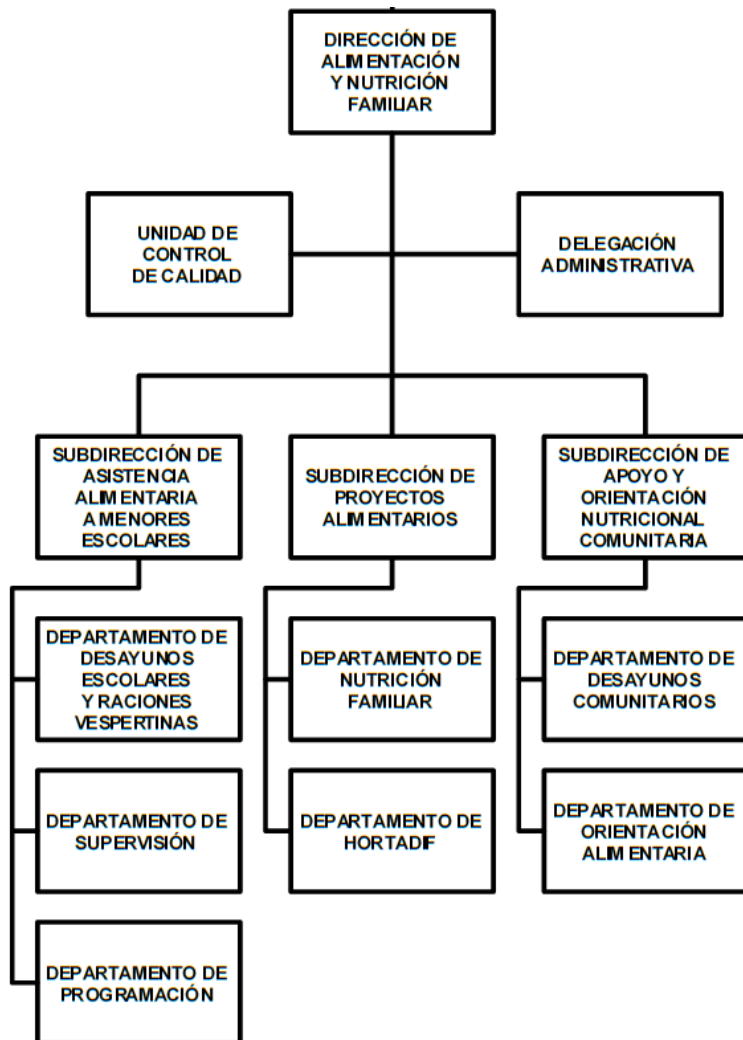 DIRECCIÓN DE
ALIMENTACIÓN
Y NUTRICIÓN
FAMILIAR
UNIDAD DE
CONTROL
DE CALIDAD
DELEGACIÓN
ADMINISTRATIVA
SUBDIRECCIÓN DE
ASISTENCIA
ALIMENTARIA
A MENORES
ESCOLARES
SUBDIRECCIÓN DE
PROYECTOS
ALIMENTARIOS
SUBDIRECCIÓN DE
APOYO Y
ORIENTACIÓN
NUTRICIONAL
COMUNITARIA
DEPARTAMENTO DE
DESAYUNOS
ESCOLARES
Y RACIONES
VESPERTINAS
DEPARTAMENTO DE
NUTRICIÓN
FAMILIAR
DEPARTAMENTO DE
DESAYUNOS
COMUNITARIOS
DEPARTAMENTO DE
SUPERVISIÓN
DEPARTAMENTO DE
HORTADIF
DEPARTAMENTO DE
ORIENTACIÓN
ALIMENTARIA
DEPARTAMENTO DE
PROGRAMACIÓN